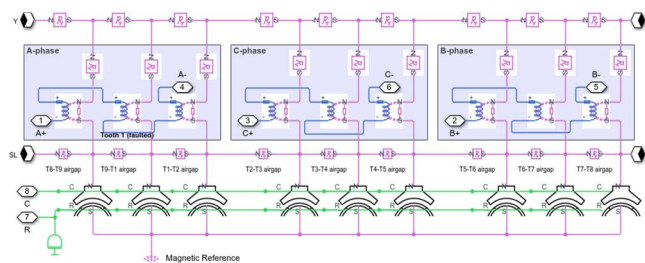 Y N R S N R S N R S N R S N R S N R S N R S N R S N R S
A-phase C-phase B-phase
A- C- B-
4 6 5
1 3 2
A+ C+ B+
Tooth 1 (faulted)
SL
T8-T9 airgap T9-T1 airgap T1-T2 airgap T2-T3 airgap T3-T4 airgap T4-T5 airgap T5-T6 airgap T6-T7 airgap T7-T8 airgap
8 C
C
7 R
R
Magnetic Reference